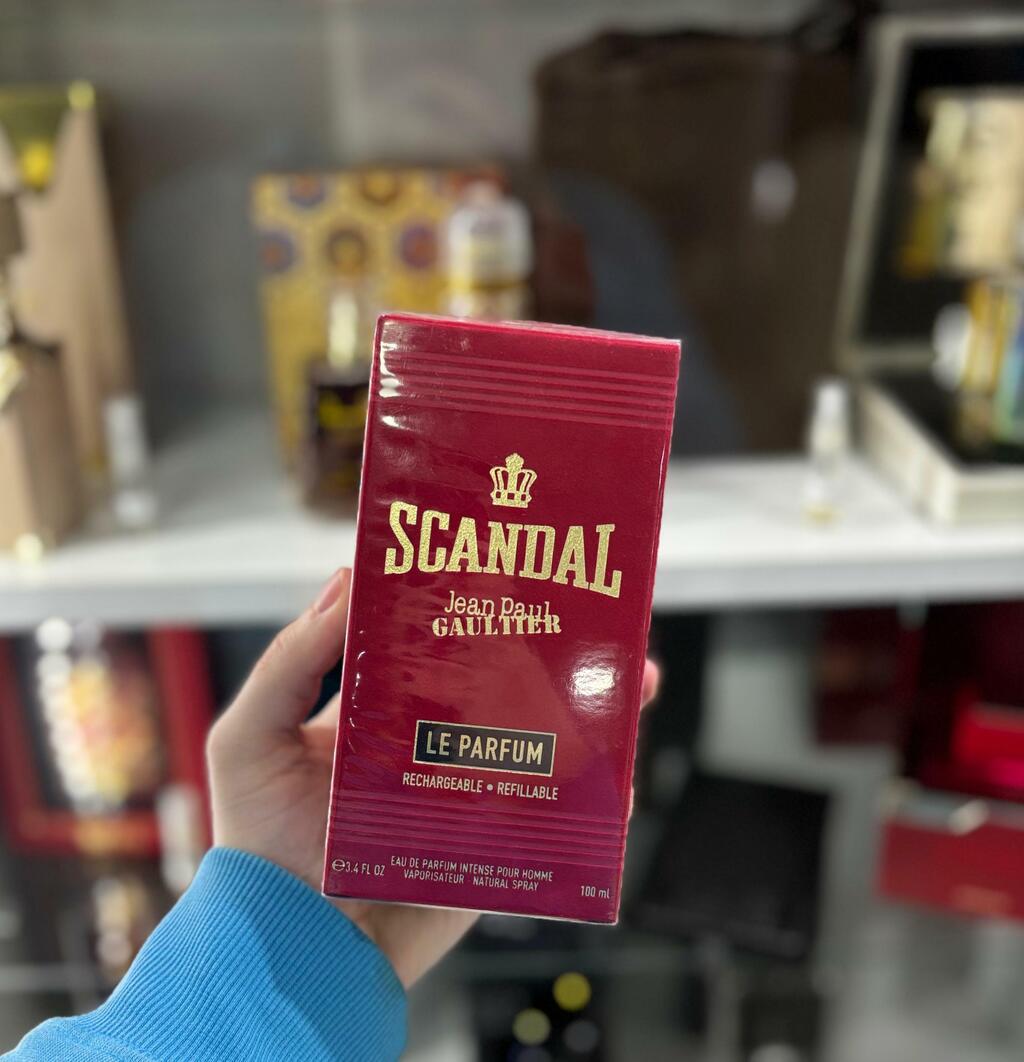 SCANDAL
Jean Paul
GAULTIER
LE PARFUM
RECHARGEABLE • REFILLABLE
℮3.4 FL OZ
EAU DE PARFUM INTENSE POUR HOMME
VAPORISATEUR - NATURAL SPRAY
100 ml